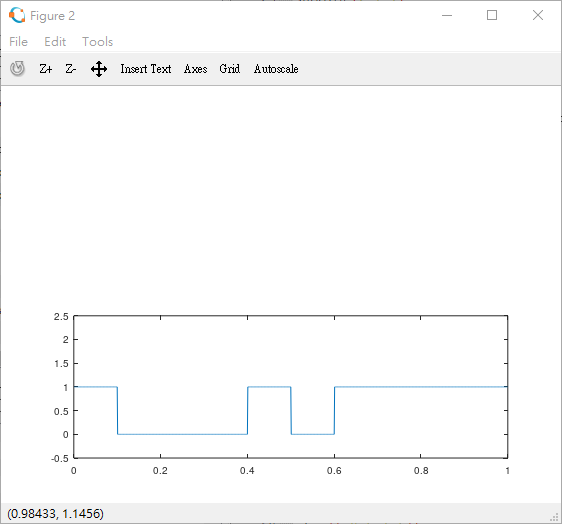 Figure 2
File Edit Tools
Z+ Z- Insert Text Axes Grid Autoscale
2.5
2
1.5
1
0.5
0
-0.5
0 0.2 0.4 0.6 0.8 1
(0.98433, 1.1456)